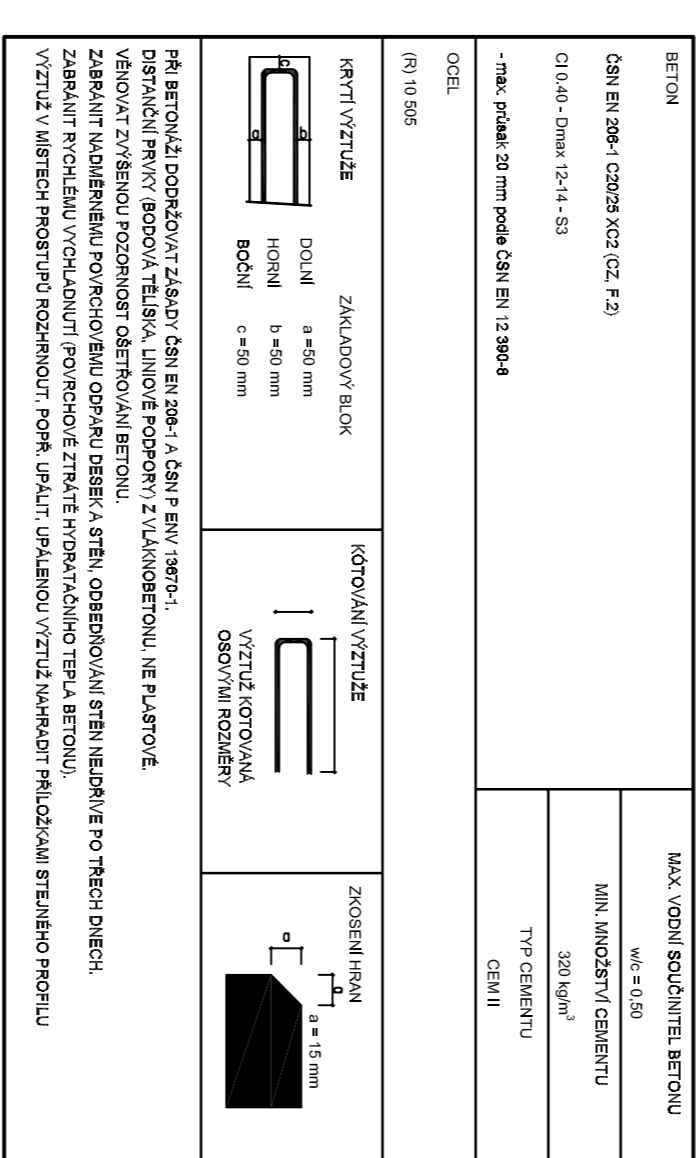 BETON
ČSN EN 206-1 C20/25 XC2 (CZ, F.2)
Cl 0.40 - Dmax 12-14 - S3
- max. průsak 20 mm podle ČSN EN 12 390-8
MAX. VODNÍ SOUČINITEL BETONU
w/c = 0,50
MIN. MNOŽSTVÍ CEMENTU
320 kg/m³
TYP CEMENTU
CEM II
OCEL
(R) 10 505
KRYTÍ VÝZTUŽE
ZÁKLADOVÝ BLOK
c
b
a
DOLNÍ a =50 mm
HORNÍ b =50 mm
BOČNÍ c =50 mm
KÓTOVÁNÍ VÝZTUŽE
VÝZTUŽ KOTOVANÁ
OSOVÝMI ROZMĚRY
ZKOSENÍ HRAN
a
a
a = 15 mm
PŘI BETONÁŽI DODRŽOVAT ZÁSADY ČSN EN 206-1 A ČSN P ENV 13670-1.
DISTANČNÍ PRVKY (BODOVÁ TĚLÍSKA, LINIOVÉ PODPORY) Z VLÁKNOBETONU, NE PLASTOVÉ.
VĚNOVAT ZVÝŠENOU POZORNOST OŠETŘOVÁNÍ BETONU.
ZABRÁNIT NADMĚRNÉMU POVRCHOVÉMU ODPARU DESEK A STĚN, ODBEDŇOVÁNÍ STĚN NEJDŘÍVE PO TŘECH DNECH.
ZABRÁNIT RYCHLÉMU VYCHLADNUTÍ (POVRCHOVÉ ZTRÁTĚ HYDRATAČNÍHO TEPLA BETONU).
VÝZTUŽ V MÍSTECH PROSTUPŮ ROZHRNOUT, POPŘ. UPÁLIT, UPÁLENOU VÝZTUŽ NAHRADIT PŘÍLOŽKAMI STEJNÉHO PROFILU